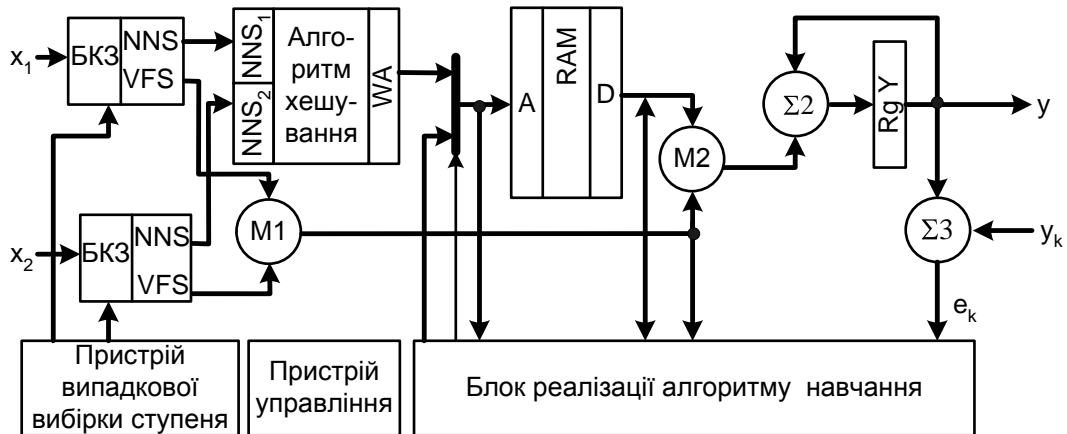 x1
БКЗ
NNS
VFS
NNS1
NNS2
Алго-
ритм
хешу-
вання
WA
A
RAM
D
M2
Σ2
Rg Y
y
x2
БКЗ
NNS
VFS
M1
Σ3
yk
ek
Пристрій
випадкової
вибірки ступеня
Пристрій
управління
Блок реалізації алгоритму навчання